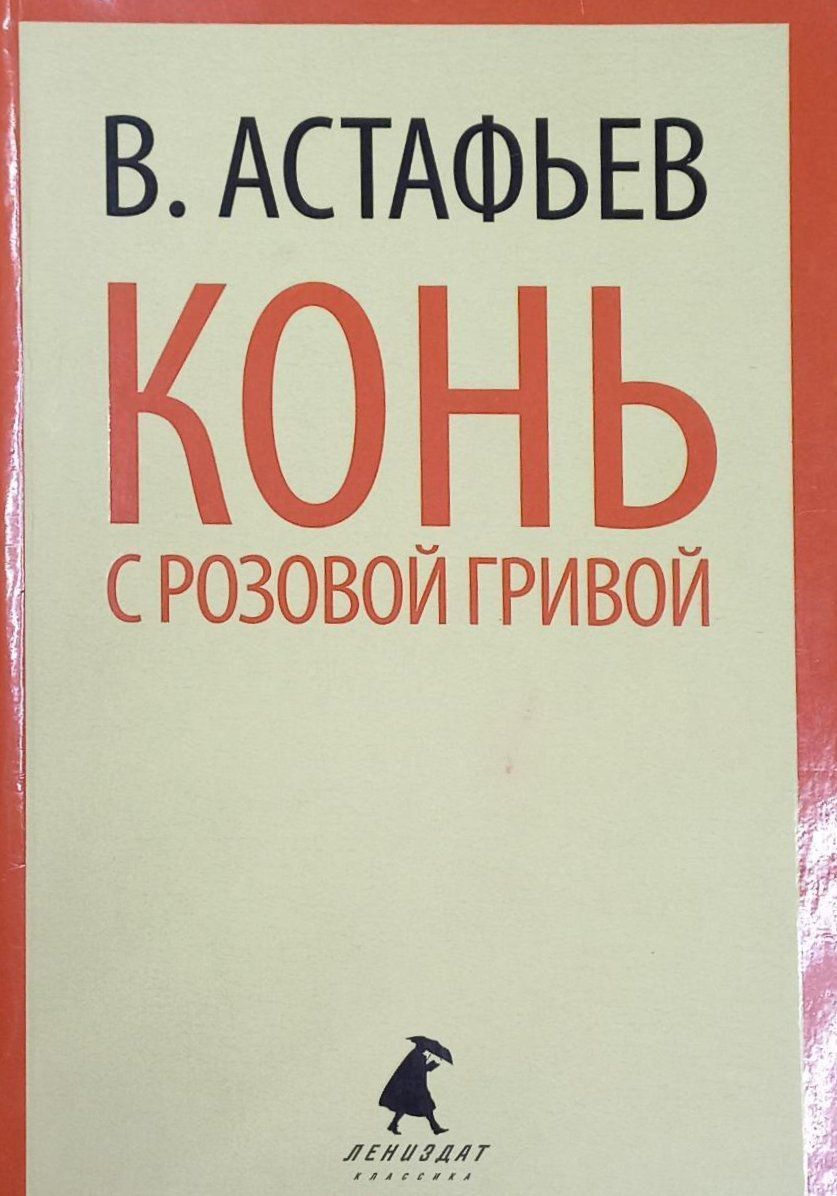 В. АСТАФЬЕВ
КОНЬ
С РОЗОВОЙ ГРИВОЙ
ЛЕНИЗДАТ
КЛАССИКА